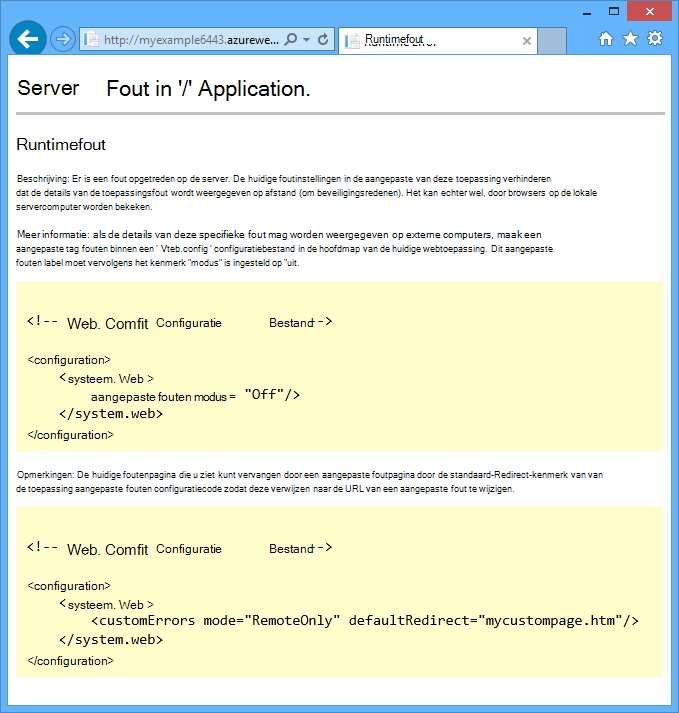 http://myexample6443.azurewe...
Runtimefout
Server Fout in '/' Application.
Runtimefout
Beschrijving: Er is een fout opgetreden op de server. De huidige foutinstellingen in de aangepaste van deze toepassing verhinderen
dat de details van de toepassingsfout wordt weergegeven op afstand (om beveiligingsredenen). Het kan echter wel, door browsers op de lokale
servercomputer worden bekeken.
Meer informatie: als de details van deze specifieke fout mag worden weergegeven op externe computers, maak een
aangepaste tag fouten binnen een ' Vteb.config ' configuratiebestand in de hoofdmap van de huidige webtoepassing. Dit aangepaste
fouten label moet vervolgens het kenmerk "modus" is ingesteld op "uit.
<!-- Web. Comfit Configuratie Bestand-->
<configuration>
<systeem. Web >
aangepaste fouten modus = "Off"/>
</system.web>
</configuration>
Opmerkingen: De huidige foutenpagina die u ziet kunt vervangen door een aangepaste foutpagina door de standaard-Redirect-kenmerk van van
de toepassing aangepaste fouten configuratiecode zodat deze verwijzen naar de URL van een aangepaste fout te wijzigen.
<!-- Web. Comfit Configuratie Bestand-->
<configuration>
<systeem. Web >
<customErrors mode="RemoteOnly" defaultRedirect="mycustompage.htm"/>
</system.web>
</configuration>